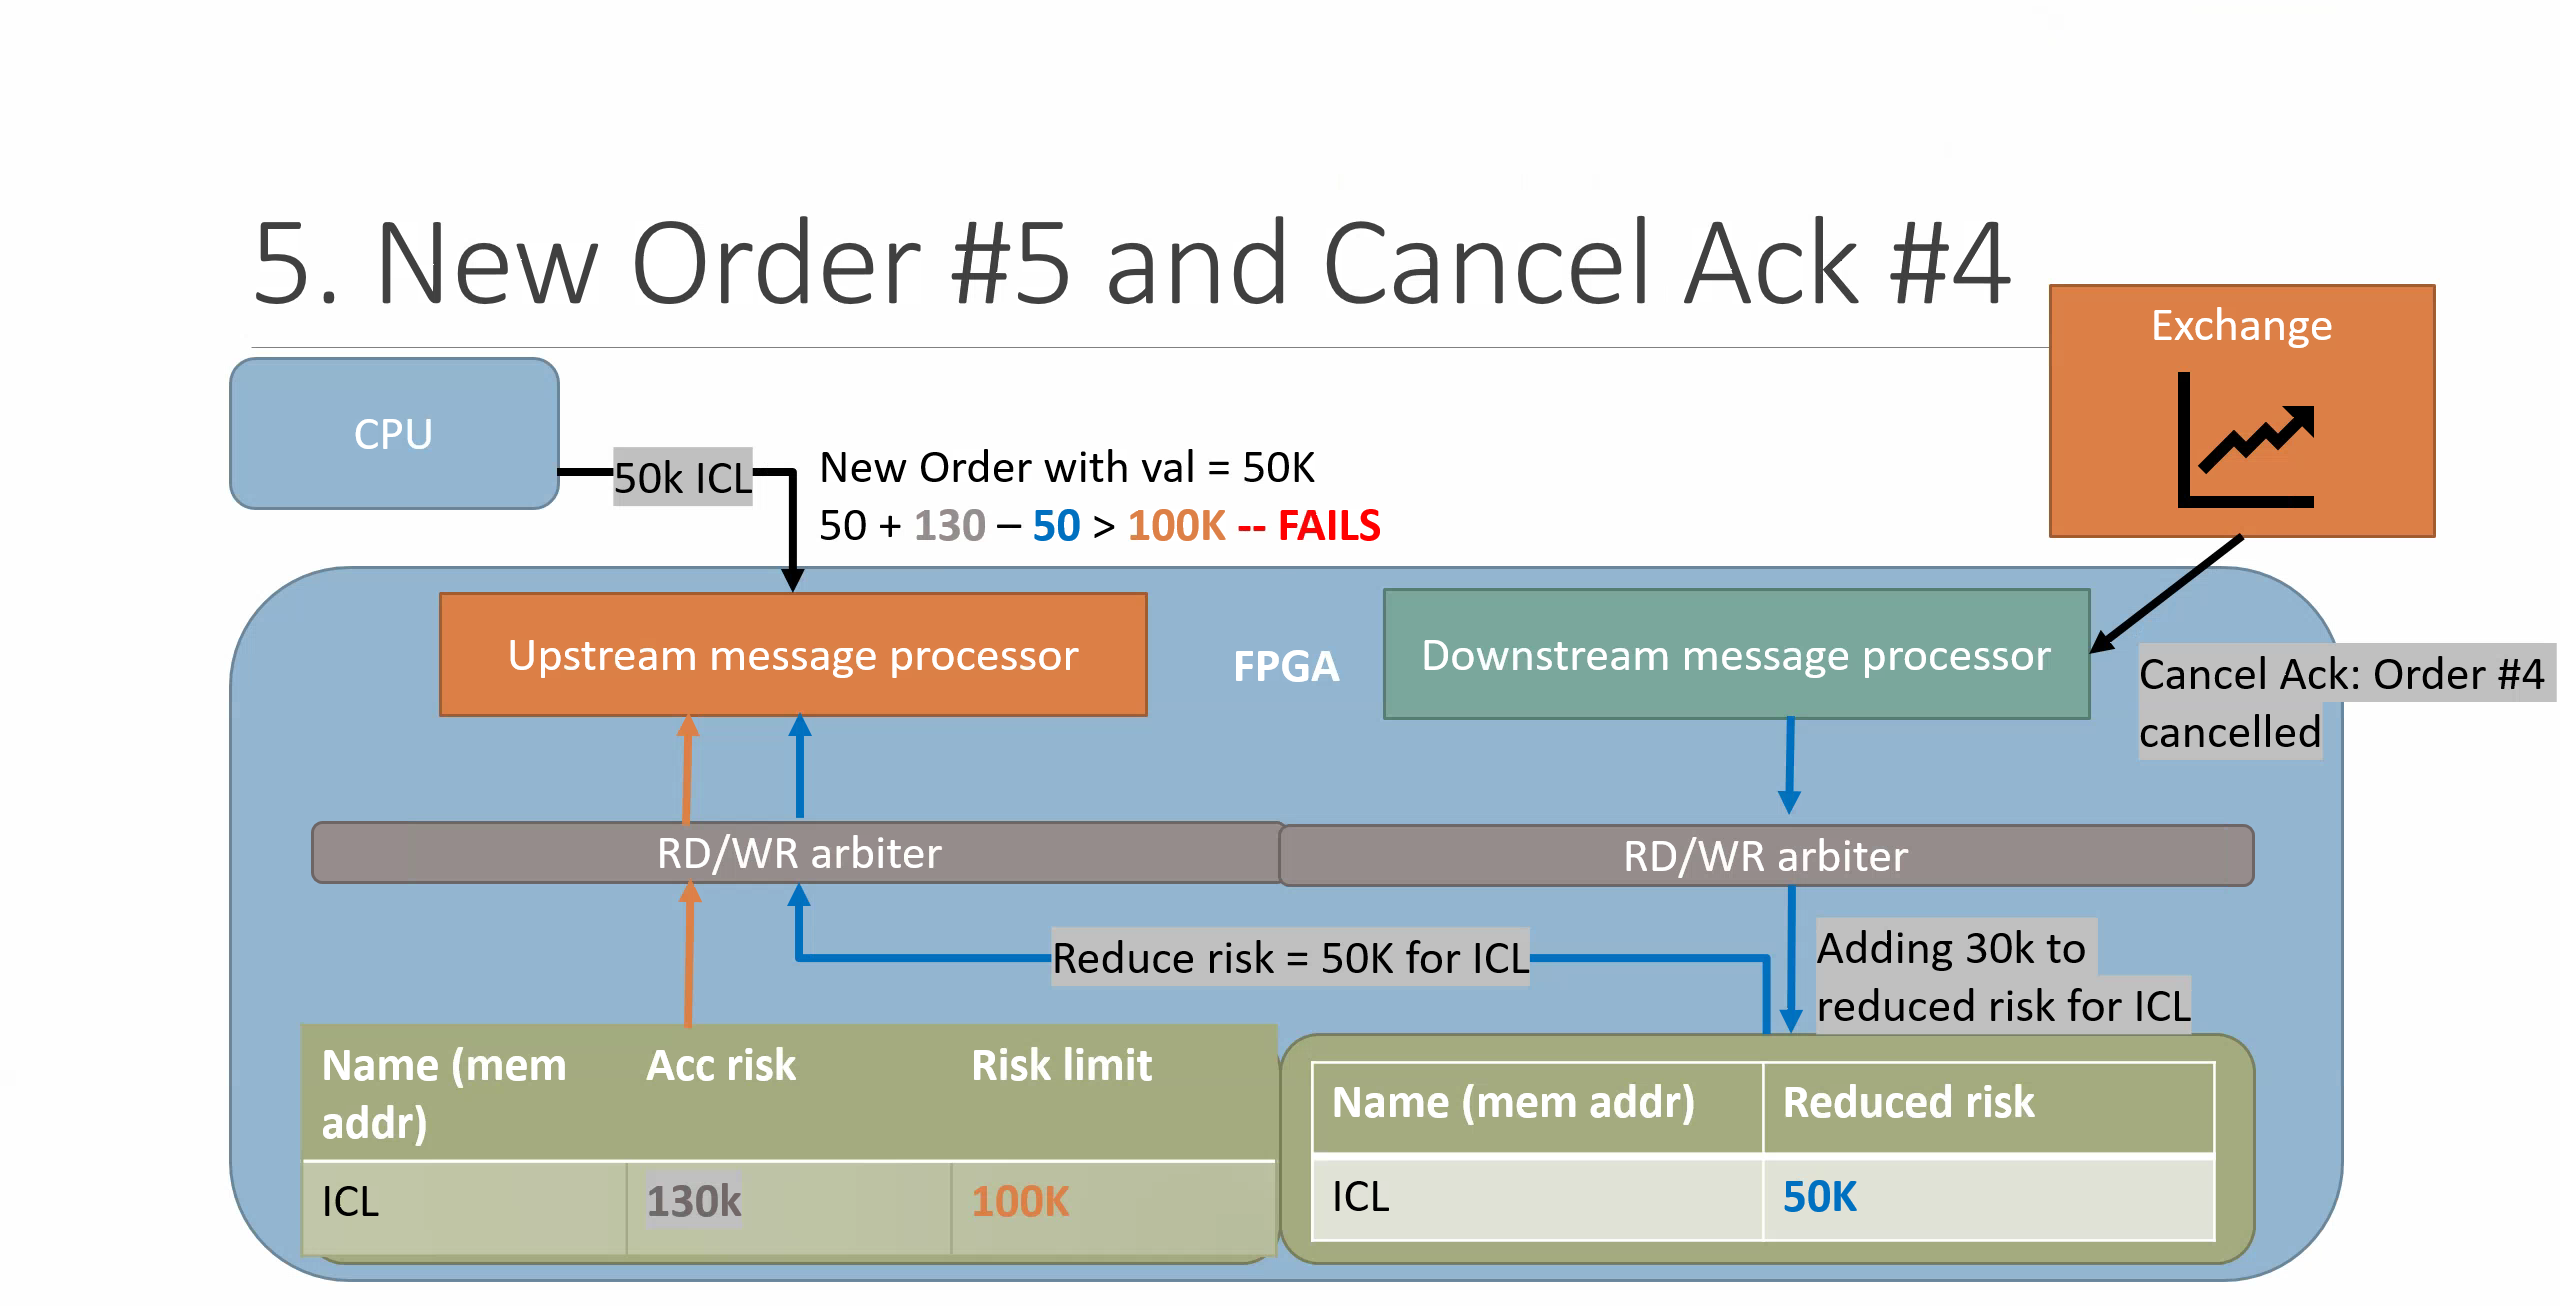 5. New Order #5 and Cancel Ack #4
Exchange
CPU
50k ICL
New Order with val = 50K
50 + 130 – 50 > 100K -- FAILS
Upstream message processor
FPGA
Downstream message processor
Cancel Ack: Order #4
cancelled
RD/WR arbiter
RD/WR arbiter
Reduce risk = 50K for ICL
Adding 30k to
reduced risk for ICL
Name (mem
addr)
Acc risk
Risk limit
ICL
130k
100K
Name (mem addr)
Reduced risk
ICL
50K